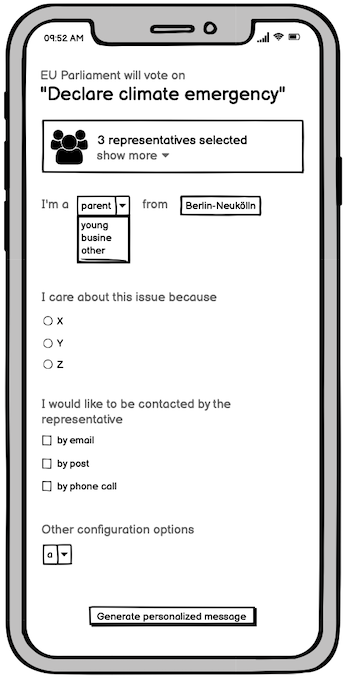 09:52 AM
EU Parliament will vote on
"Declare climate emergency"
3 representatives selected
show more
I'm a parent from Berlin-Neukölln
young
busine
other
I care about this issue because
X
Y
Z
I would like to be contacted by the
representative
by email
by post
by phone call
Other configuration options
a
Generate personalized message